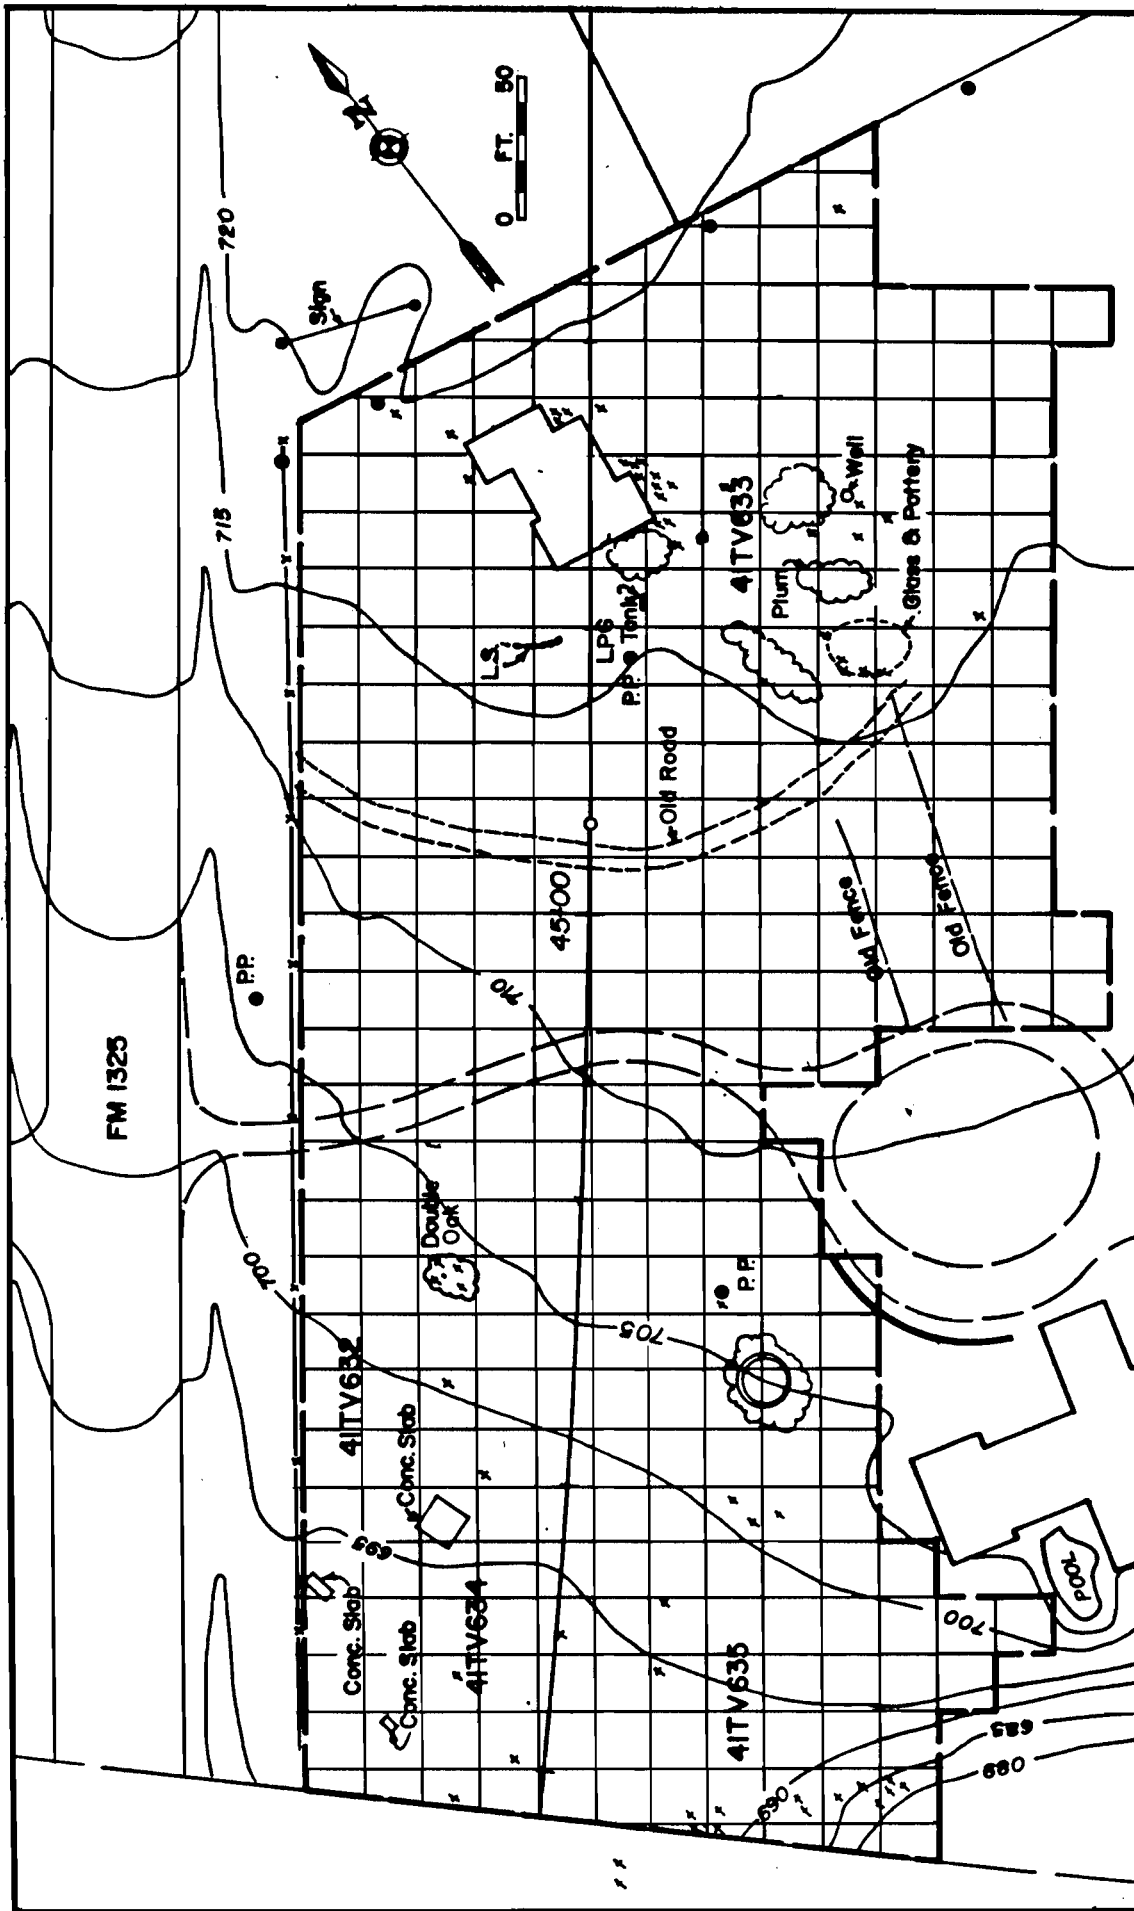 FM 1325
720
715
Sign
N
0 FT. 50
P.P.
L.S.
LPG
Tank?
P.P.
41TV633
Plum
Well
Glass & Pottery
Old Road
45+00
Old Fence
Old Fence
710
Double
Oak
700
705
P.P.
41TV632
Conc. Slab
695
Conc. Slab
Conc. Slab
41TV634
41TV635
POOL
700
685
680
690